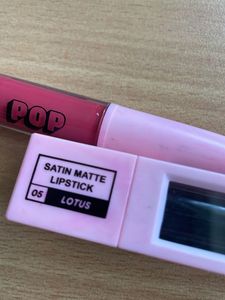 POP
SATIN MATTE
LIPSTICK
05 LOTUS